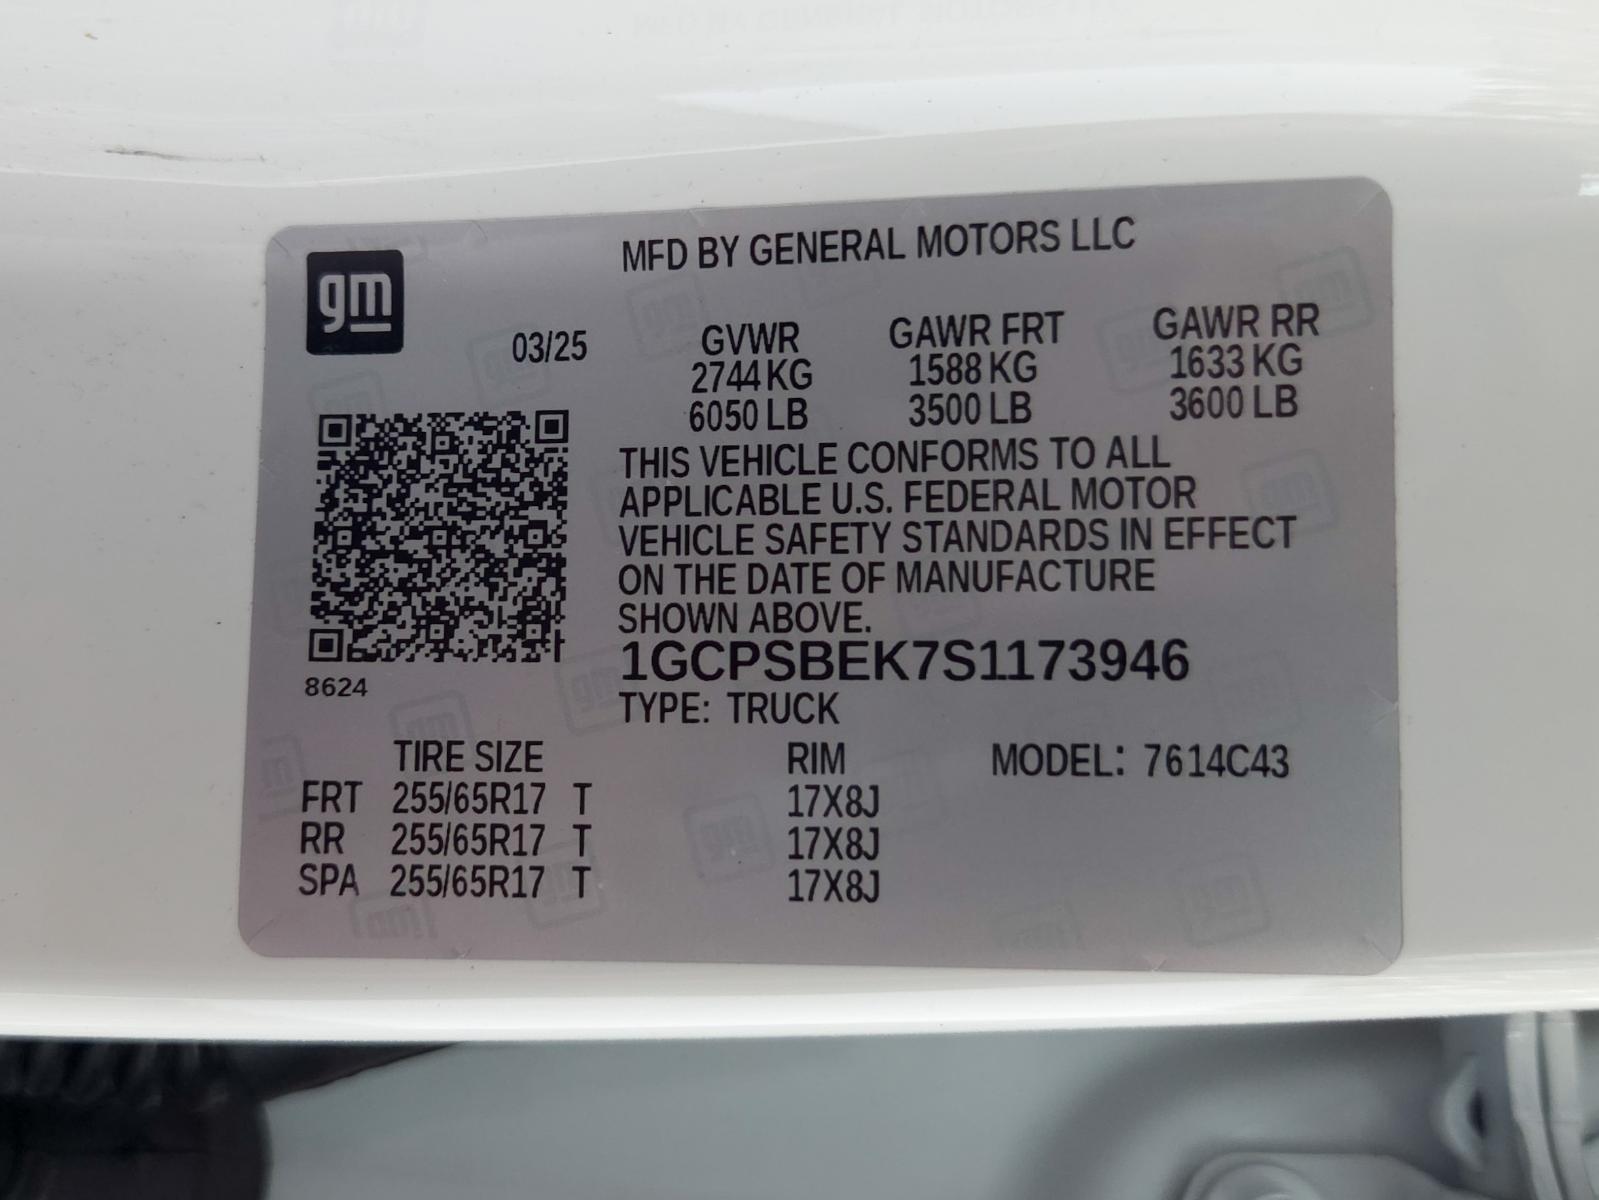 MFD BY GENERAL MOTORS LLC
gm
03/25
GVWR GAWR FRT GAWR RR
2744 KG 1588 KG 1633 KG
6050 LB 3500 LB 3600 LB
THIS VEHICLE CONFORMS TO ALL
APPLICABLE U.S. FEDERAL MOTOR
VEHICLE SAFETY STANDARDS IN EFFECT
ON THE DATE OF MANUFACTURE
SHOWN ABOVE.
1GCPSBEK7S1173946
8624
TYPE: TRUCK
TIRE SIZE RIM MODEL: 7614C43
FRT 255/65R17 T 17X8J
RR 255/65R17 T 17X8J
SPA 255/65R17 T 17X8J